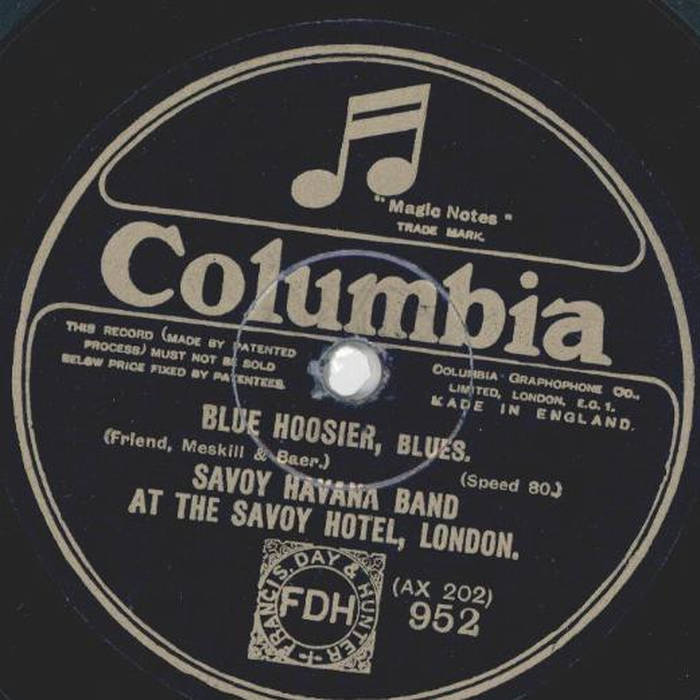 "Magic Notes"
TRADE MARK.
Columbia
THIS RECORD (MADE BY PATENTED
PROCESS) MUST NOT BE SOLD
BELOW PRICE FIXED BY PATENTEES.
COLUMBIA GRAPHOPHONE CO.,
LIMITED, LONDON, E.C.1.
MADE IN ENGLAND.
BLUE HOOSIER, BLUES.
(Friend, Meskill & Baer.)
(Speed 80.)
SAVOY HAVANA BAND
AT THE SAVOY HOTEL, LONDON.
FRANCIS, DAY & HUNTER
FDH
(AX 202)
952